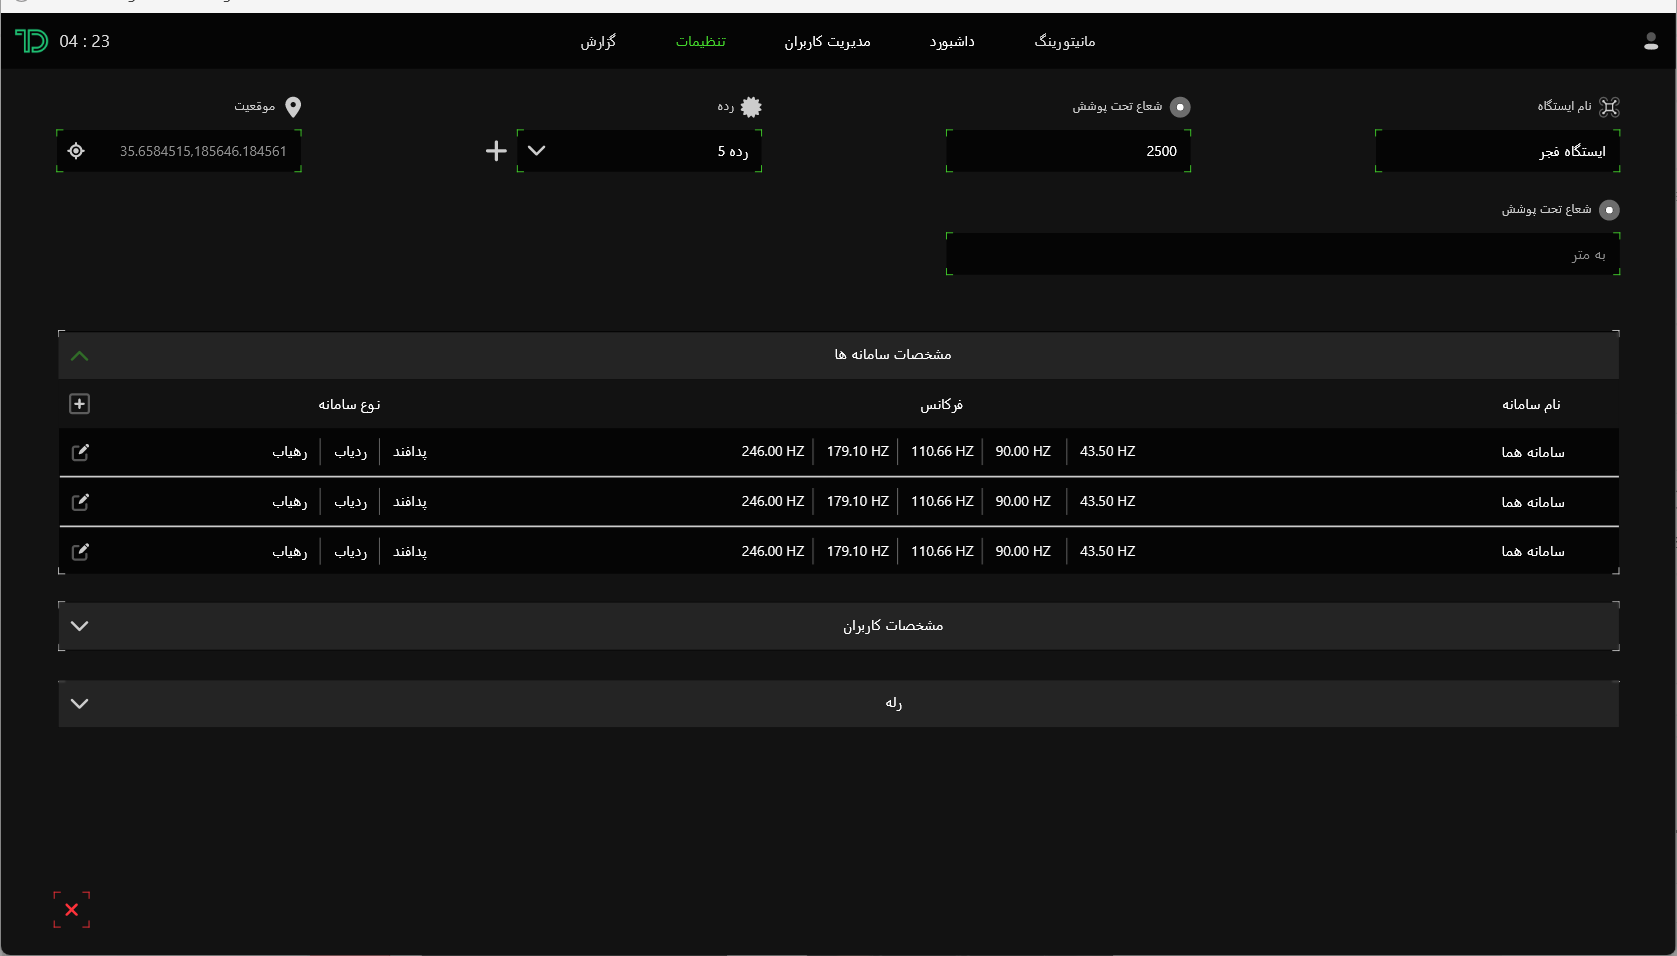 04 : 23
مانیتورینگ
داشبورد
مدیریت کاربران
تنظیمات
گزارش
نام ایستگاه
شعاع تحت پوشش
رده
موقعیت
ایستگاه فجر
2500
رده 5
35.6584515,185646.184561
شعاع تحت پوشش
به متر
مشخصات سامانه ها
نام سامانه
فرکانس
نوع سامانه
سامانه هما
43.50 HZ
90.00 HZ
110.66 HZ
179.10 HZ
246.00 HZ
پدافند
ردیاب
رهیاب
سامانه هما
43.50 HZ
90.00 HZ
110.66 HZ
179.10 HZ
246.00 HZ
پدافند
ردیاب
رهیاب
سامانه هما
43.50 HZ
90.00 HZ
110.66 HZ
179.10 HZ
246.00 HZ
پدافند
ردیاب
رهیاب
مشخصات کاربران
رله